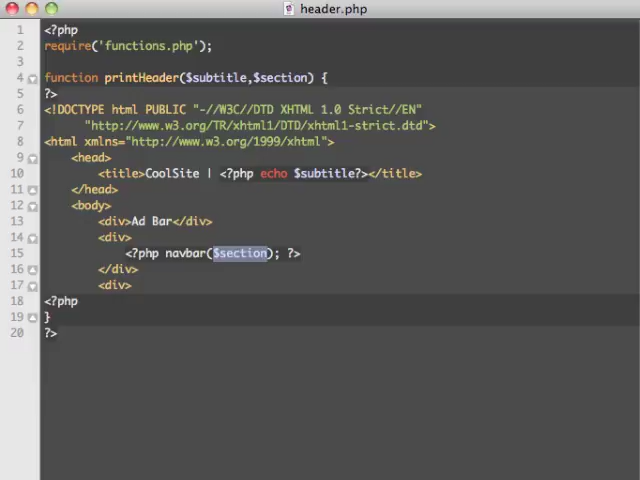 header.php
1 <?php
2 require('functions.php');
3
4 function printHeader($subtitle,$section) {
5 ?>
6 <!DOCTYPE html PUBLIC "-//W3C//DTD XHTML 1.0 Strict//EN"
7 "http://www.w3.org/TR/xhtml1/DTD/xhtml1-strict.dtd">
8 <html xmlns="http://www.w3.org/1999/xhtml">
9 <head>
10 <title>CoolSite | <?php echo $subtitle?></title>
11 </head>
12 <body>
13 <div>Ad Bar</div>
14 <div>
15 <?php navbar($section); ?>
16 </div>
17 <div>
18 <?php
19 }
20 ?>